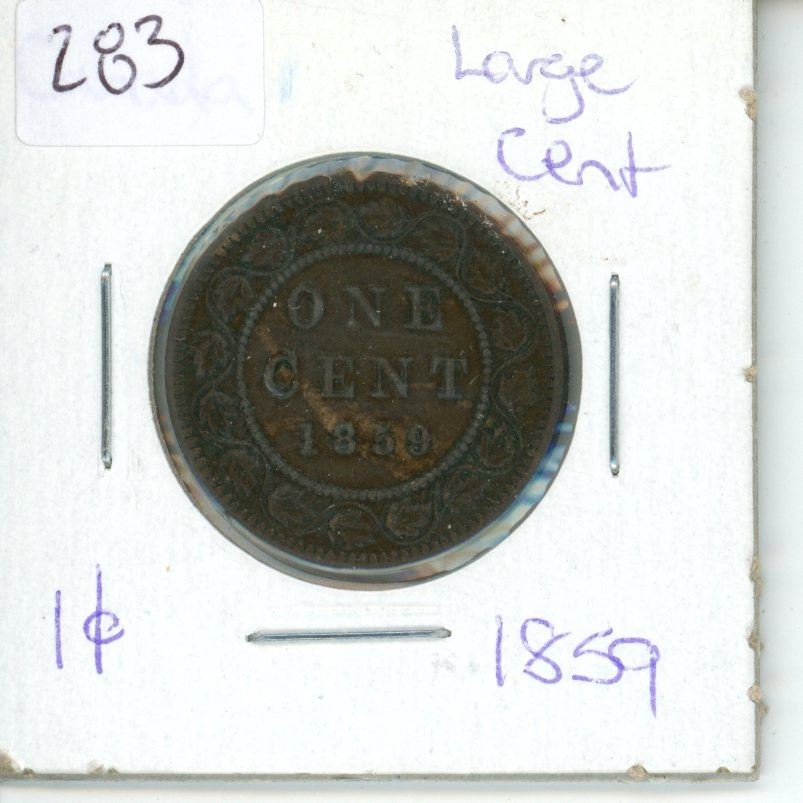 283
Large
Cent
ONE
CENT
1859
1¢
1859